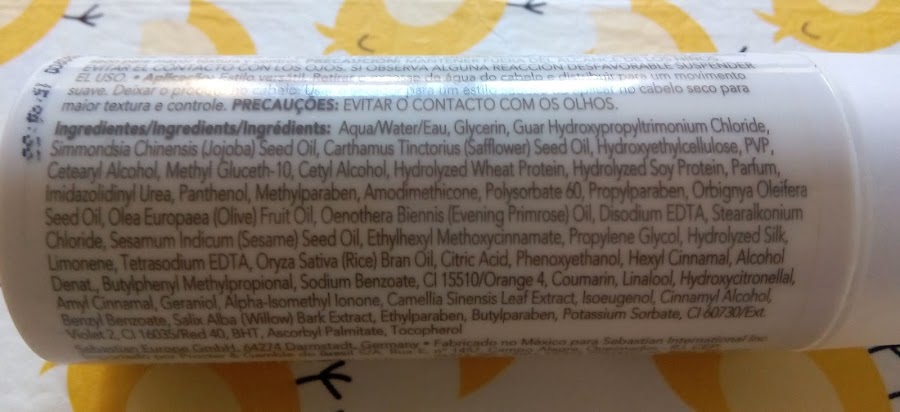 PRECAUCIÓN: MANTENER FUERA DEL ALCANCE DE LOS NIÑOS.
EVITAR EL CONTACTO CON LOS OJOS. SI OBSERVA ALGUNA REACCIÓN DESFAVORABLE SUSPENDER
EL USO. • Aplicação: Estilo versátil. Retirar o excesso de água do cabelo e distribuir para um movimento
suave. Deixar o cabelo para um estilo no cabelo seco para
maior textura e controle. PRECAUÇÕES: EVITAR O CONTACTO COM OS OLHOS.
Ingredientes/Ingredients/Ingrédients: Aqua/Water/Eau, Glycerin, Guar Hydroxypropyltrimonium Chloride,
Simmondsia Chinensis (Jojoba) Seed Oil, Carthamus Tinctorius (Safflower) Seed Oil, Hydroxyethylcellulose, PVP,
Cetearyl Alcohol, Methyl Gluceth-10, Cetyl Alcohol, Hydrolyzed Wheat Protein, Hydrolyzed Soy Protein, Parfum,
Imidazolidinyl Urea, Panthenol, Methylparaben, Amodimethicone, Polysorbate 60, Propylparaben, Orbignya Oleifera
Seed Oil, Olea Europaea (Olive) Fruit Oil, Oenothera Biennis (Evening Primrose) Oil, Disodium EDTA, Stearalkonium
Chloride, Sesamum Indicum (Sesame) Seed Oil, Ethylhexyl Methoxycinnamate, Propylene Glycol, Hydrolyzed Silk,
Limonene, Tetrasodium EDTA, Oryza Sativa (Rice) Bran Oil, Citric Acid, Phenoxyethanol, Hexyl Cinnamal, Alcohol
Denat., Butylphenyl Methylpropional, Sodium Benzoate, CI 15510/Orange 4, Coumarin, Linalool, Hydroxycitronellal,
Amyl Cinnamal, Geraniol, Alpha-Isomethyl Ionone, Camellia Sinensis Leaf Extract, Isoeugenol, Cinnamyl Alcohol,
Benzyl Benzoate, Salix Alba (Willow) Bark Extract, Ethylparaben, Butylparaben, Potassium Sorbate, CI 60730/Ext.
Violet 2, CI 16035/Red 40, BHT, Ascorbyl Palmitate, Tocopherol
Sebastian Europe GmbH, 64274 Darmstadt, Germany • Fabricado no México para Sebastian International Inc